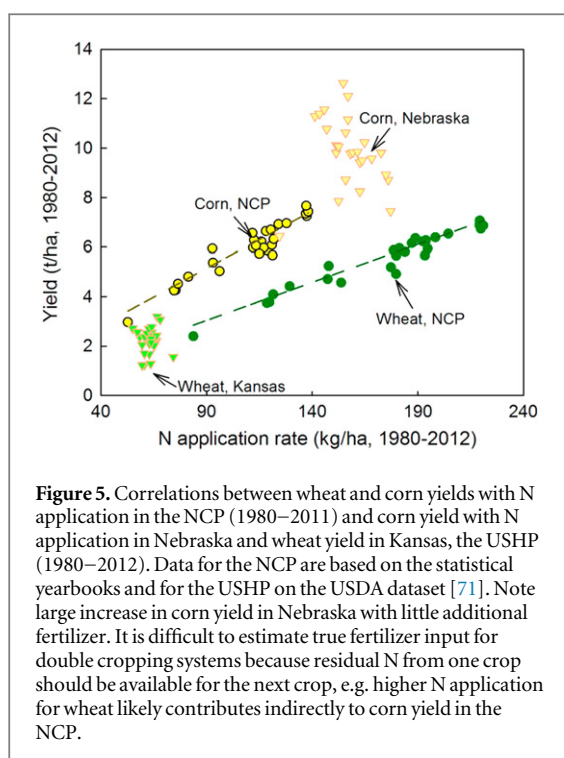 14
12
10
8
6
4
2
0
Yield (t/ha, 1980-2012)
Corn, Nebraska
Corn, NCP
Wheat, NCP
Wheat, Kansas
40 90 140 190 240
N application rate (kg/ha, 1980-2012)
Figure 5. Correlations between wheat and corn yields with N
application in the NCP (1980–2011) and corn yield with N
application in Nebraska and wheat yield in Kansas, the USHP
(1980–2012). Data for the NCP are based on the statistical
yearbooks and for the USHP on the USDA dataset [71]. Note
large increase in corn yield in Nebraska with little additional
fertilizer. It is difficult to estimate true fertilizer input for
double cropping systems because residual N from one crop
should be available for the next crop, e.g. higher N application
for wheat likely contributes indirectly to corn yield in the
NCP.